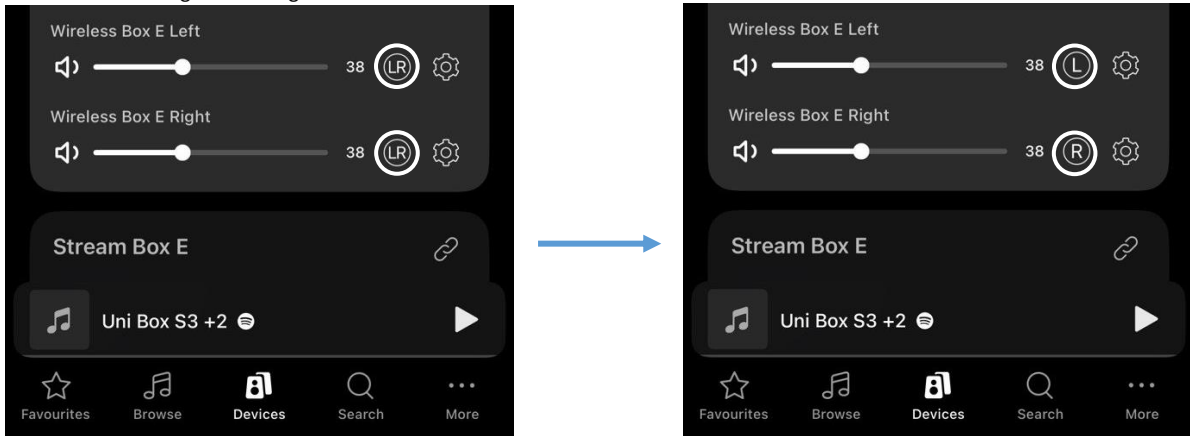 Wireless Box E Left
38 LR
Wireless Box E Right
38 LR
Stream Box E
Uni Box S3 +2
Favourites Browse Devices Search More
Wireless Box E Left
38 L
Wireless Box E Right
38 R
Stream Box E
Uni Box S3 +2
Favourites Browse Devices Search More